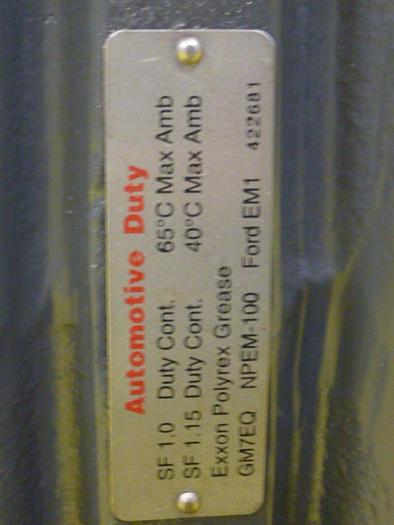 Automotive Duty
SF 1.0 Duty Cont. 65°C Max Amb
SF 1.15 Duty Cont. 40°C Max Amb
Exxon Polyrex Grease
GM7EQ NPEM-100 Ford EM1 422681